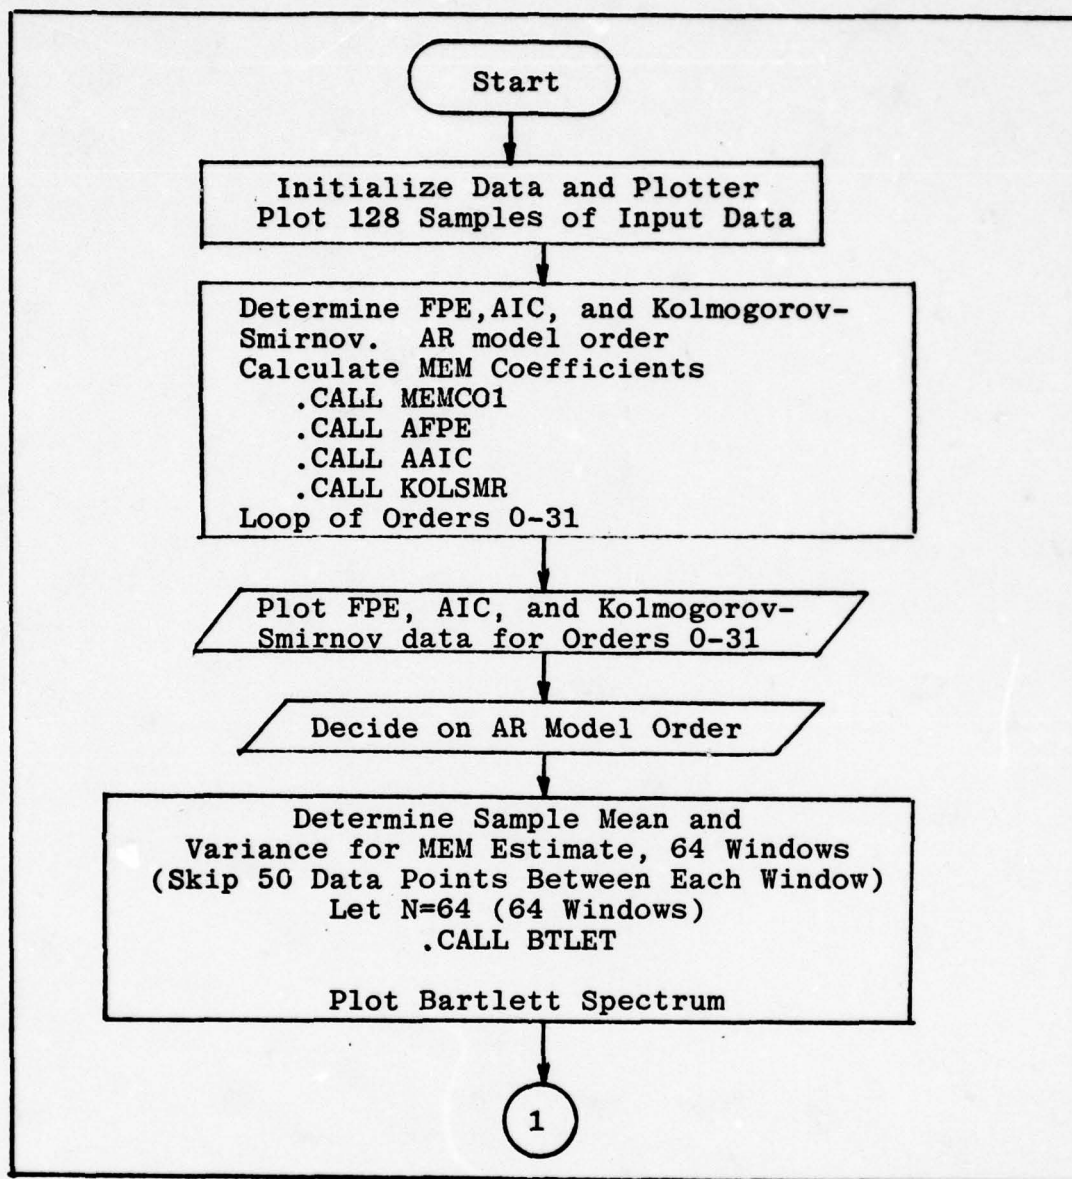 Start
Initialize Data and Plotter
Plot 128 Samples of Input Data
Determine FPE,AIC, and Kolmogorov-
Smirnov. AR model order
Calculate MEM Coefficients
.CALL MEMCO1
.CALL AFPE
.CALL AAIC
.CALL KOLSMR
Loop of Orders 0-31
Plot FPE, AIC, and Kolmogorov-
Smirnov data for Orders 0-31
Decide on AR Model Order
Determine Sample Mean and
Variance for MEM Estimate, 64 Windows
(Skip 50 Data Points Between Each Window)
Let N=64 (64 Windows)
.CALL BTLET
Plot Bartlett Spectrum
1